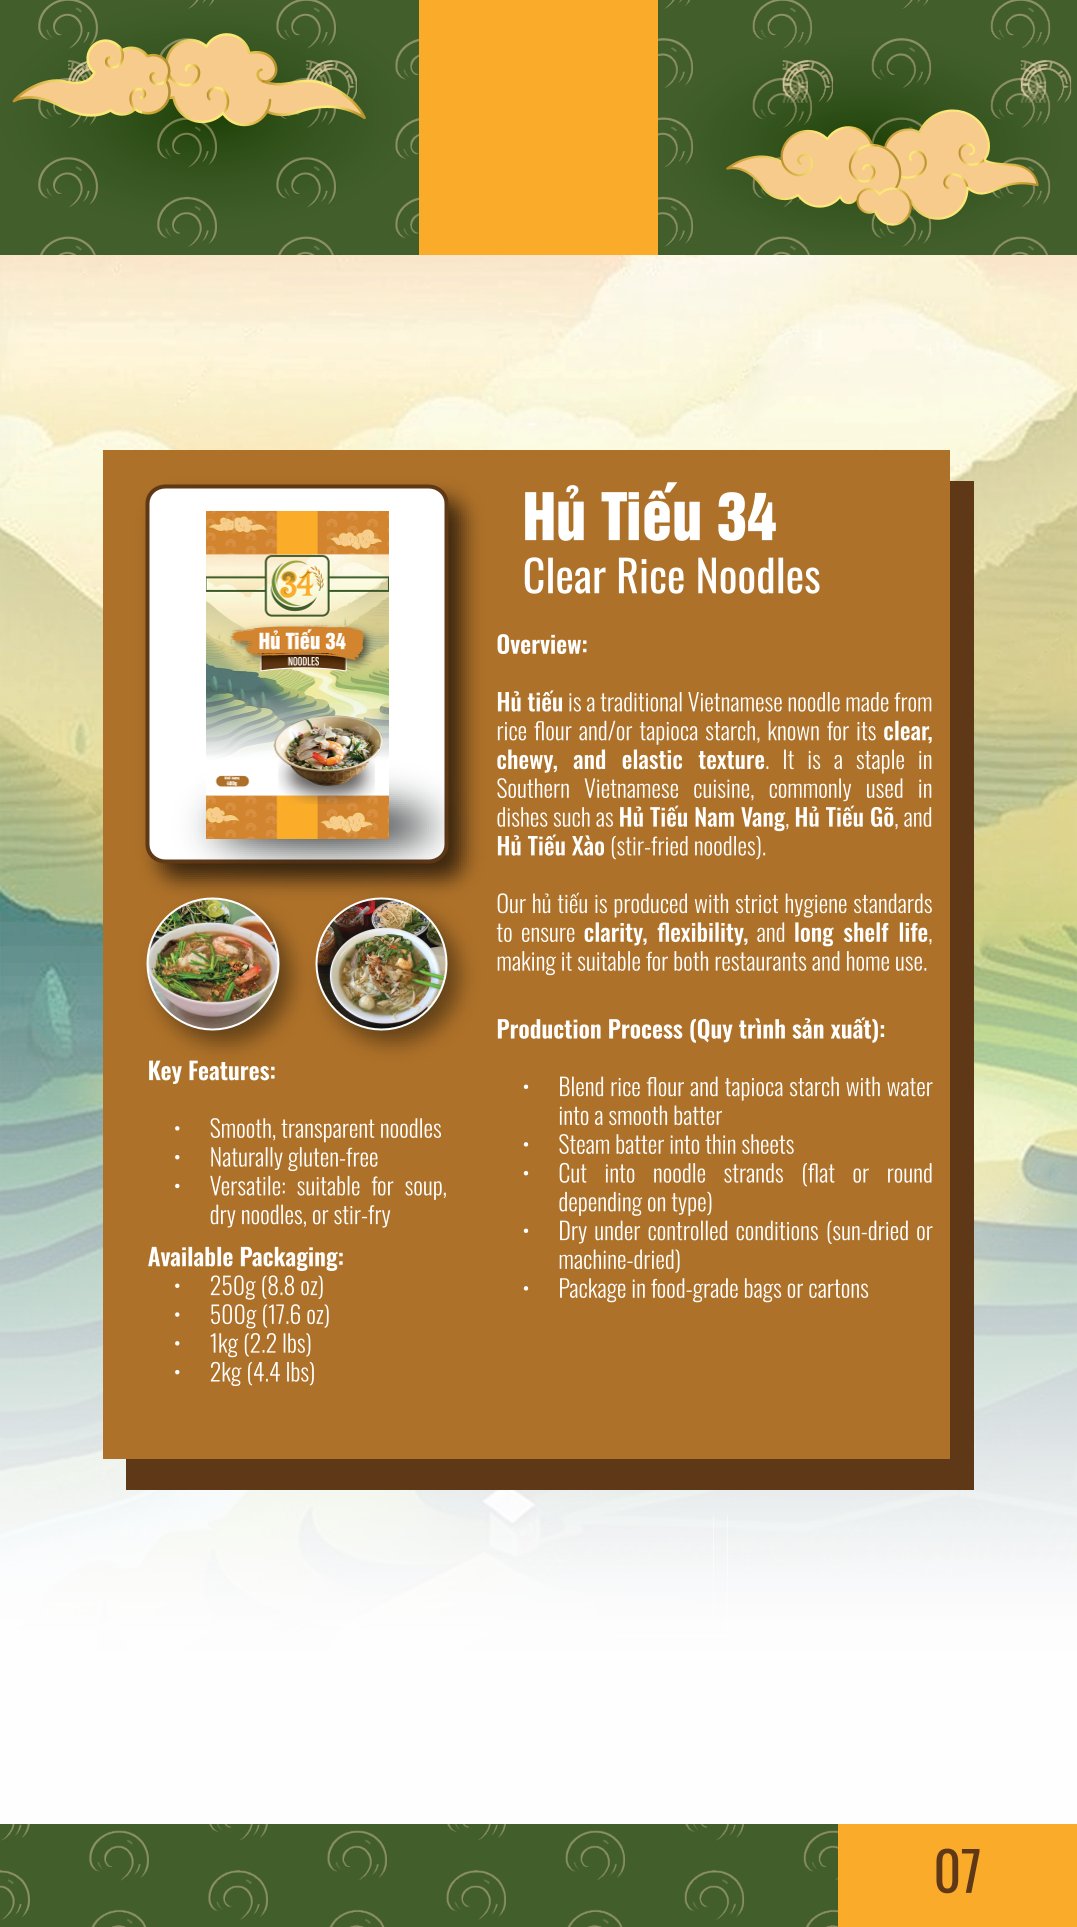 34
Hủ Tiếu 34
NOODLES
Hủ Tiếu 34
Clear Rice Noodles
Overview:
Hủ tiếu is a traditional Vietnamese noodle made from
rice flour and/or tapioca starch, known for its clear,
chewy, and elastic texture. It is a staple in
Southern Vietnamese cuisine, commonly used in
dishes such as Hủ Tiếu Nam Vang, Hủ Tiếu Gõ, and
Hủ Tiếu Xào (stir-fried noodles).
Our hủ tiếu is produced with strict hygiene standards
to ensure clarity, flexibility, and long shelf life,
making it suitable for both restaurants and home use.
Production Process (Quy trình sản xuất):
• Blend rice flour and tapioca starch with water
into a smooth batter
• Steam batter into thin sheets
• Cut into noodle strands (flat or round
depending on type)
• Dry under controlled conditions (sun-dried or
machine-dried)
• Package in food-grade bags or cartons
Key Features:
• Smooth, transparent noodles
• Naturally gluten-free
• Versatile: suitable for soup,
dry noodles, or stir-fry
Available Packaging:
• 250g (8.8 oz)
• 500g (17.6 oz)
• 1kg (2.2 lbs)
• 2kg (4.4 lbs)
07